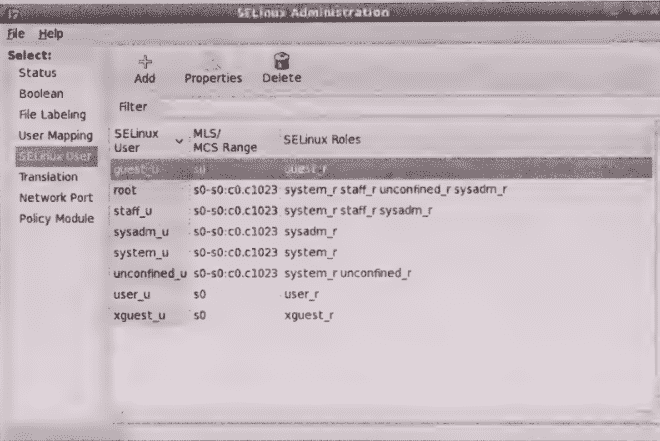 SELinux Administration
File Help
Select:
Status
Boolean
File Labeling
User Mapping
SELinux User
Translation
Network Port
Policy Module
Add Properties Delete
Filter
SELinux User MLS/ MCS Range SELinux Roles
guest_u s0 guest_r
root s0-s0:c0.c1023 system_r staff_r unconfined_r sysadm_r
staff_u s0-s0:c0.c1023 system_r staff_r sysadm_r
sysadm_u s0-s0:c0.c1023 sysadm_r
system_u s0-s0:c0.c1023 system_r
unconfined_u s0-s0:c0.c1023 system_r unconfined_r
user_u s0 user_r
xguest_u s0 xguest_r